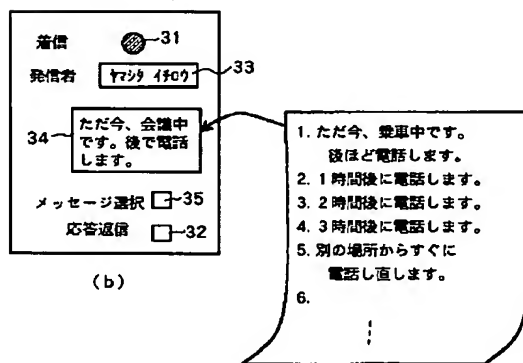 着信 31
発信者 ﾔﾏｼﾀ ｲﾁﾛｳ 33
34 ただ今、会議中
です。後で電話
します。
メッセージ選択 35
応答返信 32
(b)
1. ただ今、乗車中です。
後ほど電話します。
2. 1時間後に電話します。
3. 2時間後に電話します。
4. 3時間後に電話します。
5. 別の場所からすぐに
電話し直します。
6.